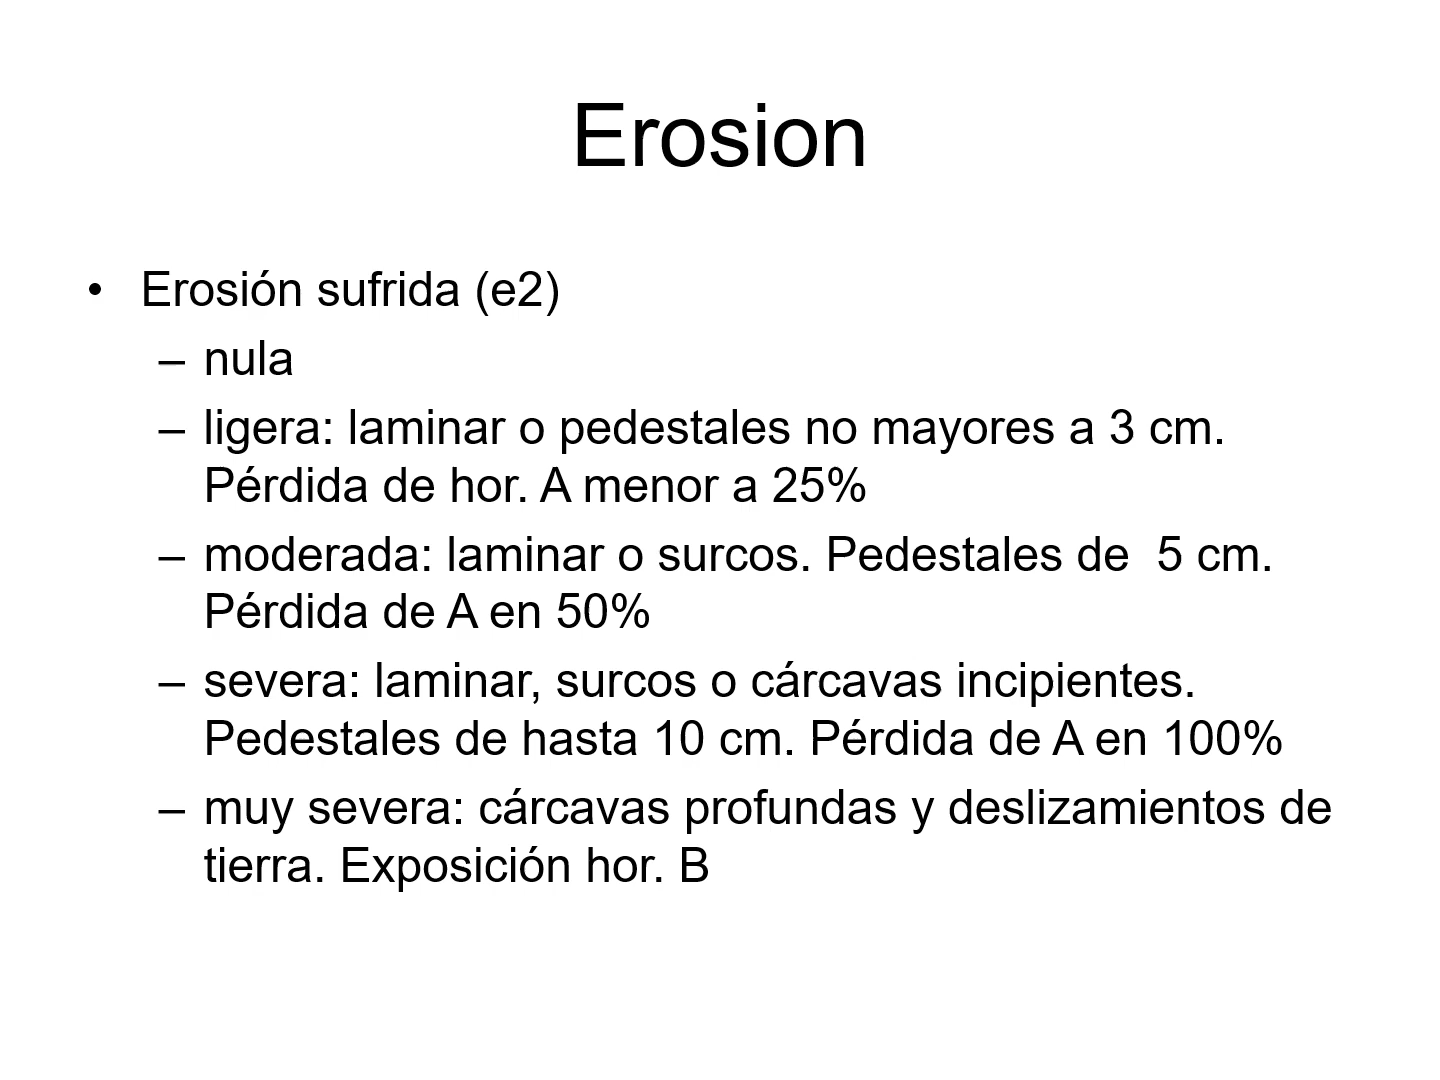 Erosion
• Erosión sufrida (e2)
– nula
– ligera: laminar o pedestales no mayores a 3 cm.
Pérdida de hor. A menor a 25%
– moderada: laminar o surcos. Pedestales de  5 cm.
Pérdida de A en 50%
– severa: laminar, surcos o cárcavas incipientes.
Pedestales de hasta 10 cm. Pérdida de A en 100%
– muy severa: cárcavas profundas y deslizamientos de
tierra. Exposición hor. B